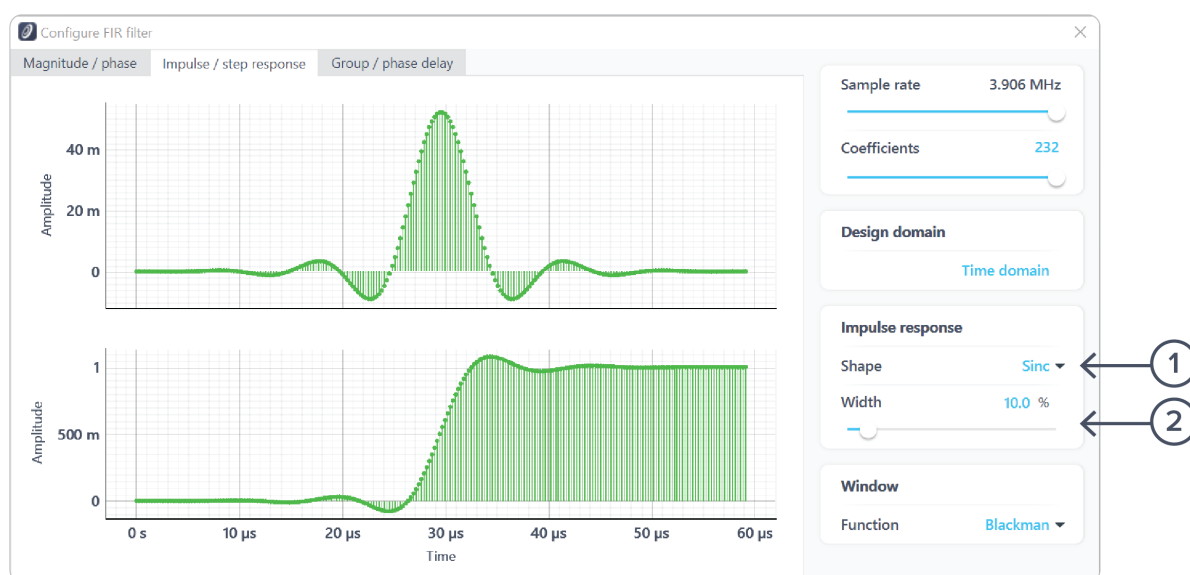 Configure FIR filter
Magnitude / phase Impulse / step response Group / phase delay
40 m
20 m
0
Amplitude
1
500 m
0
Amplitude
0 s 10 µs 20 µs 30 µs 40 µs 50 µs 60 µs
Time
Sample rate 3.906 MHz
Coefficients 232
Design domain
Time domain
Impulse response
Shape Sinc
Width 10.0 %
Window
Function Blackman
1
2